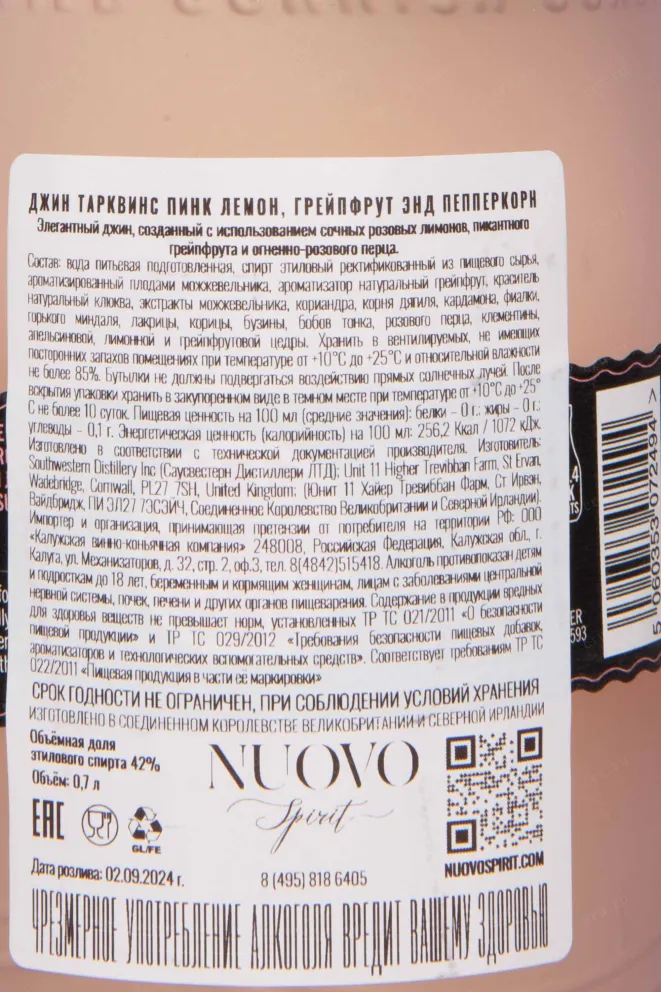 ДЖИН ТАРКВИНС ПИНК ЛЕМОН, ГРЕЙПФРУТ ЭНД ПЕППЕРКОРН
Элегантный джин, созданный с использованием сочных розовых лимонов, пикантного
грейпфрута и огненно-розового перца.
Состав: вода питьевая подготовленная, спирт этиловый ректификованный из пищевого сырья,
ароматизированный плодами можжевельника, ароматизатор натуральный грейпфрут, краситель
натуральный клюква, экстракты можжевельника, кориандра, корня дягиля, кардамона, фиалки,
горького миндаля, лакрицы, корицы, бузины, бобов тонка, розового перца, клементины,
апельсиновой, лимонной и грейпфрутовой цедры. Хранить в вентилируемых, не имеющих
посторонних запахов помещениях при температуре от +10°С до +25°С и относительной влажности
не более 85%. Бутылки не должны подвергаться воздействию прямых солнечных лучей. После
вскрытия упаковки хранить в закупоренном виде в темном месте при температуре от +10°С до +25°
С не более 10 суток. Пищевая ценность на 100 мл (средние значения): белки – 0 г.; жиры – 0 г.;
углеводы – 0,1 г. Энергетическая ценность (калорийность) на 100 мл: 256,2 Ккал / 1072 кДж.
Изготовлено в соответствии с технической документацией производителя. Изготовитель:
Southwestern Distillery Inc (Саусвестерн Дистиллери ЛТД): Unit 11 Higher Trevibban Farm, St Ervan,
Wadebridge, Cornwall, PL27 7SH, United Kingdom: (Юнит 11 Хайер Тревиббан Фарм, Ст Ирвэн,
Вайдбридж, ПИ ЭЛ27 7ЭСЭЙЧ, Соединенное Королевство Великобритании и Северной Ирландии).
Импортер и организация, принимающая претензии от потребителя на территории РФ: ООО
«Калужская винно-коньячная компания» 248008, Российская Федерация, Калужская обл., г.
Калуга, ул. Механизаторов, д. 32, стр. 2, оф.3, тел. 8(4842)515418. Алкоголь противопоказан детям
и подросткам до 18 лет, беременным и кормящим женщинам, лицам с заболеваниями центральной
нервной системы, почек, печени и других органов пищеварения. Содержание в продукции вредных
для здоровья веществ не превышает норм, установленных ТР ТС 021/2011 «О безопасности
пищевой продукции» и ТР ТС 029/2012 «Требования безопасности пищевых добавок,
ароматизаторов и технологических вспомогательных средств». Соответствует требованиям ТР ТС
022/2011 «Пищевая продукция в части её маркировки»
СРОК ГОДНОСТИ НЕ ОГРАНИЧЕН, ПРИ СОБЛЮДЕНИИ УСЛОВИЙ ХРАНЕНИЯ
ИЗГОТОВЛЕНО В СОЕДИНЕННОМ КОРОЛЕВСТВЕ ВЕЛИКОБРИТАНИИ И СЕВЕРНОЙ ИРЛАНДИИ
Объёмная доля
этилового спирта 42%
Объём: 0,7 л
NUOVO
Spirit
EAC
GL/FE
NUOVOSPIRIT.COM
Дата розлива: 02.09.2024 г.
8 (495) 818 6405
ЧРЕЗМЕРНОЕ УПОТРЕБЛЕНИЕ АЛКОГОЛЯ ВРЕДИТ ВАШЕМУ ЗДОРОВЬЮ
5 060353 072494 >
593